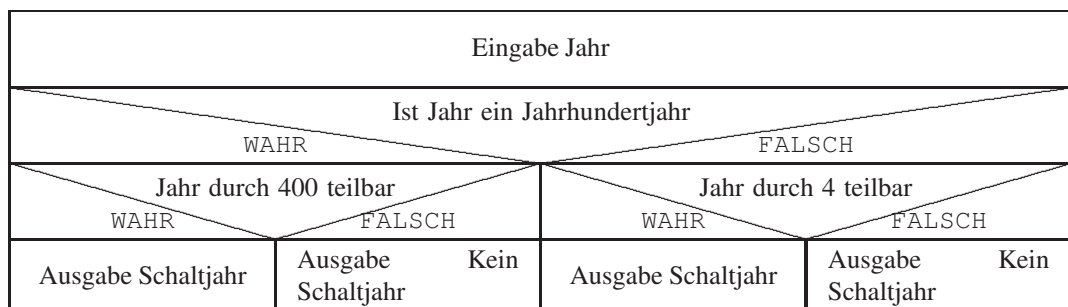 Eingabe Jahr
Ist Jahr ein Jahrhundertjahr
WAHR FALSCH
Jahr durch 400 teilbar Jahr durch 4 teilbar
WAHR FALSCH WAHR FALSCH
Ausgabe Schaltjahr
Ausgabe Kein
Schaltjahr
Ausgabe Schaltjahr
Ausgabe Kein
Schaltjahr